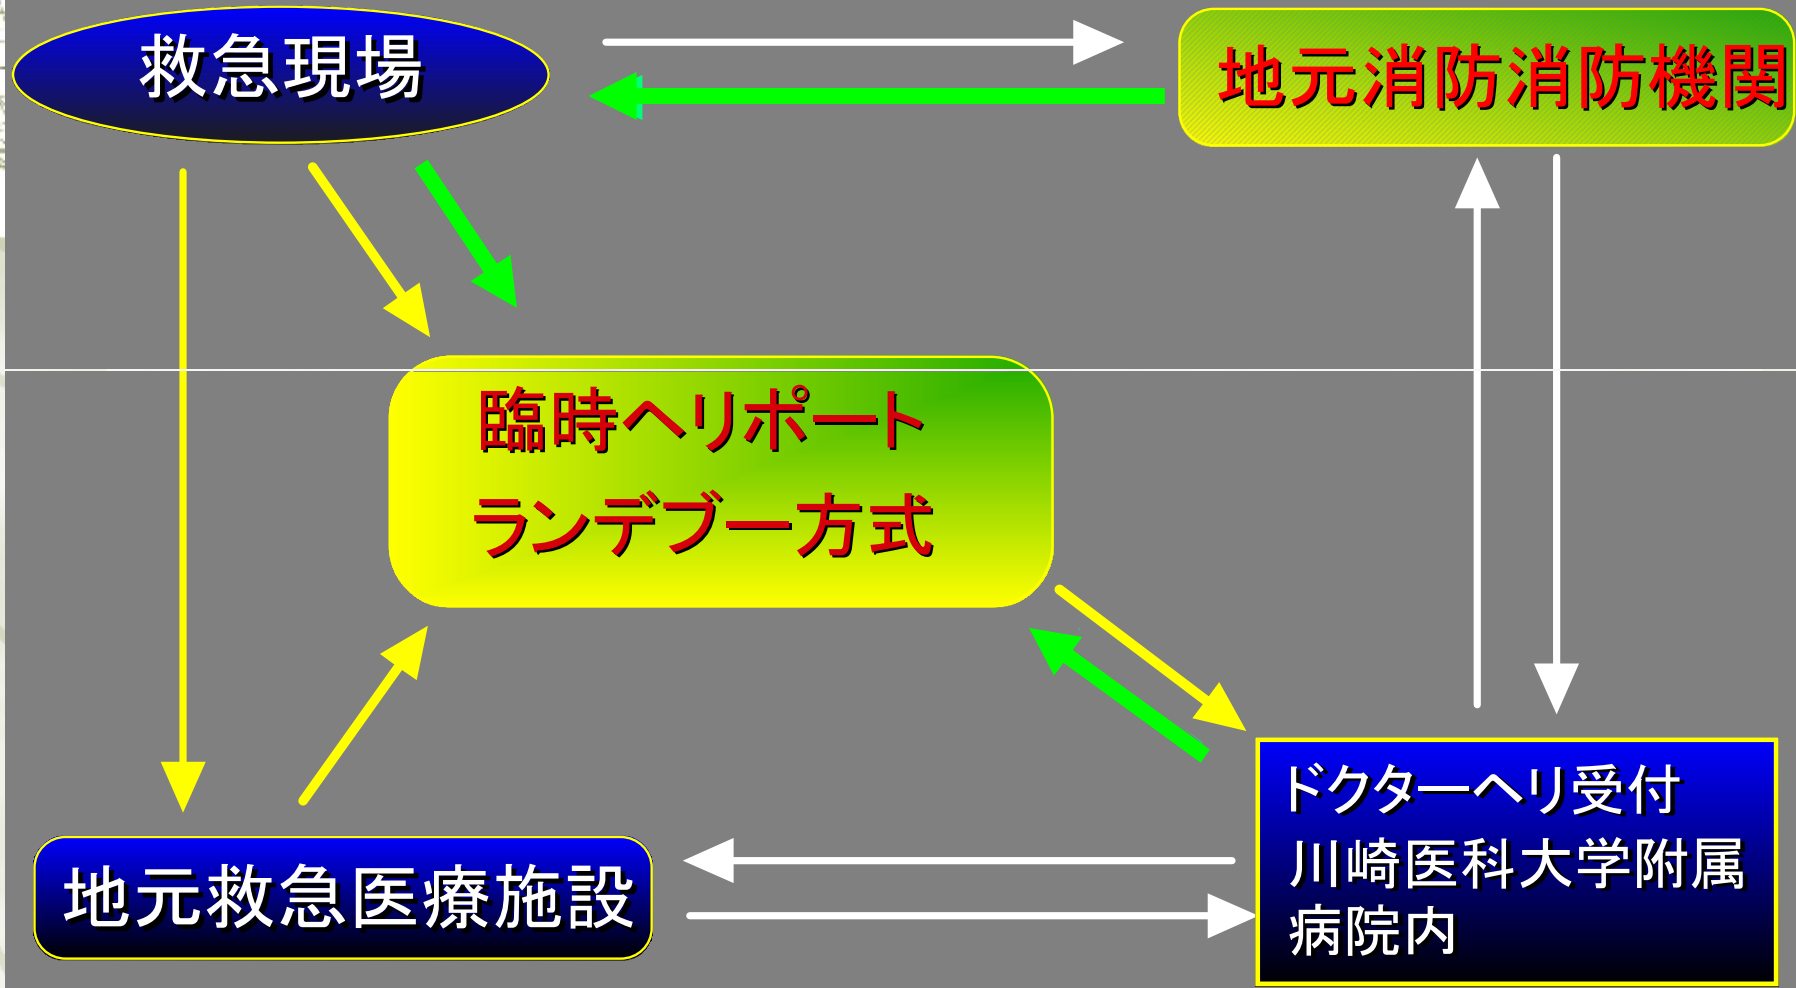 救急現場
地元消防消防機関
臨時ヘリポート
ランデブー方式
地元救急医療施設
ドクターヘリ受付
川崎医科大学附属
病院内